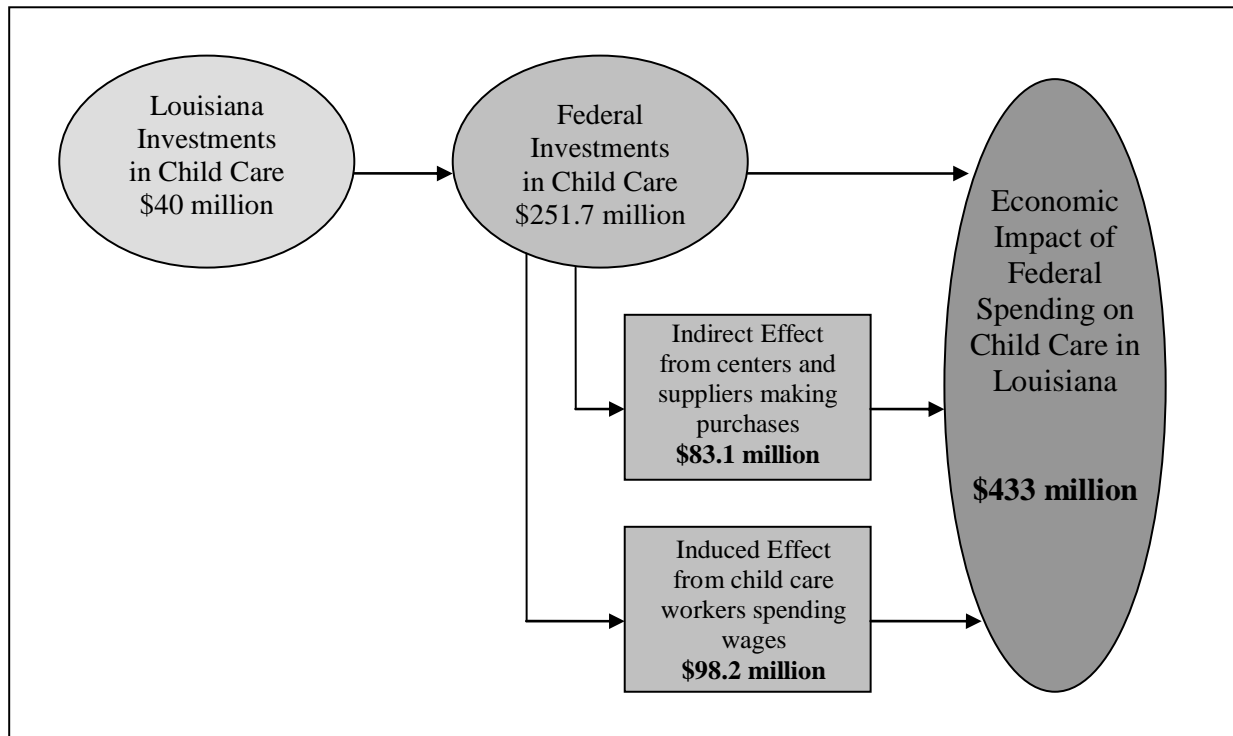 Louisiana
Investments
in Child Care
$40 million
Federal
Investments
in Child Care
$251.7 million
Indirect Effect
from centers and
suppliers making
purchases
$83.1 million
Induced Effect
from child care
workers spending
wages
$98.2 million
Economic
Impact of
Federal
Spending on
Child Care in
Louisiana
$433 million